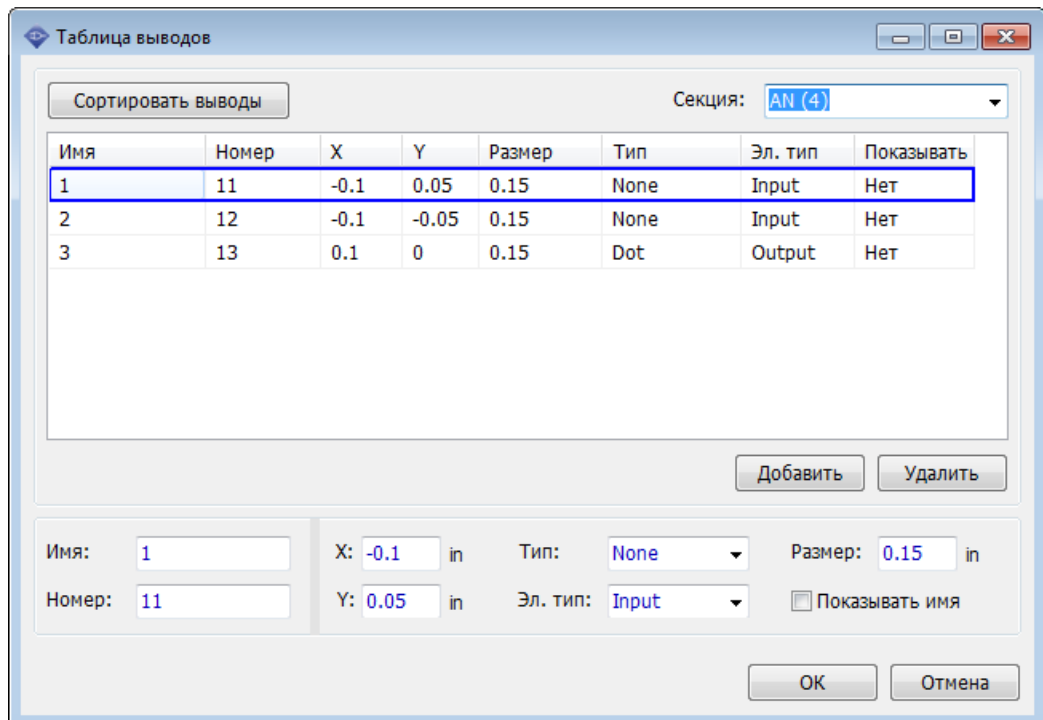 Таблица выводов
Сортировать выводы Секция: AN (4)
Имя Номер X Y Размер Тип Эл. тип Показывать
1 11 -0.1 0.05 0.15 None Input Нет
2 12 -0.1 -0.05 0.15 None Input Нет
3 13 0.1 0 0.15 Dot Output Нет
Добавить Удалить
Имя: 1 X: -0.1 in Тип: None Размер: 0.15 in
Номер: 11 Y: 0.05 in Эл. тип: Input Показывать имя
OK Отмена